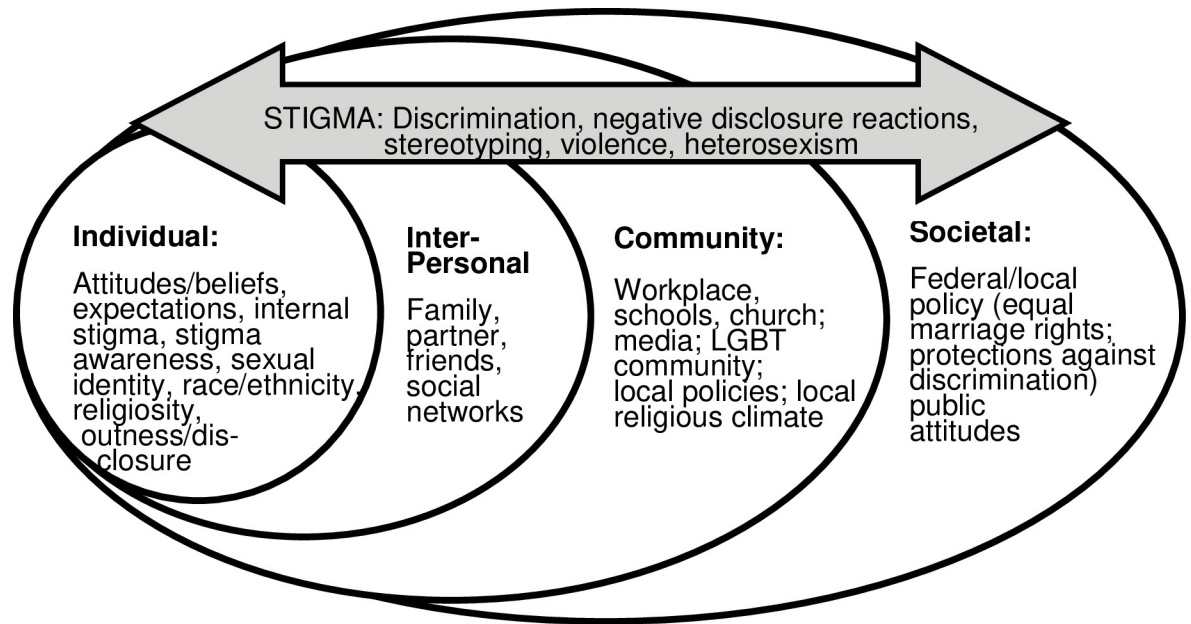 STIGMA: Discrimination, negative disclosure reactions,
stereotyping, violence, heterosexism
Individual:
Attitudes/beliefs,
expectations, internal
stigma, stigma
awareness, sexual
identity, race/ethnicity,
religiosity,
outness/dis-
closure
Inter-
Personal
Family,
partner,
friends,
social
networks
Community:
Workplace,
schools, church;
media; LGBT
community;
local policies; local
religious climate
Societal:
Federal/local
policy (equal
marriage rights;
protections against
discrimination)
public
attitudes